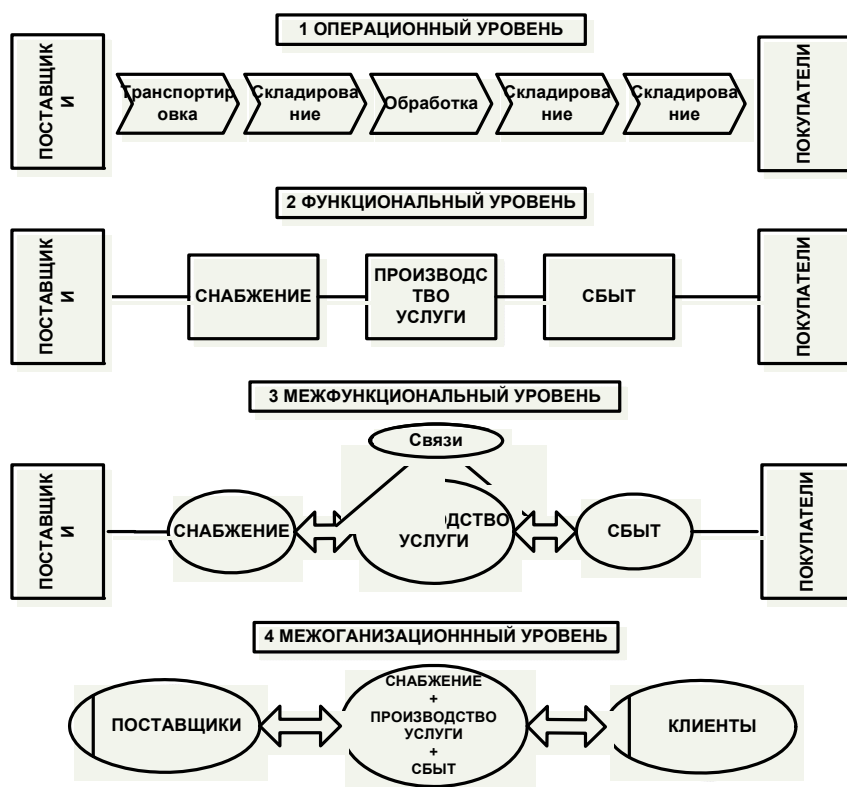 1 ОПЕРАЦИОННЫЙ УРОВЕНЬ
ПОСТАВЩИК
И
Транспортир
овка
Складирова
ние
Обработка
Складирова
ние
Складирова
ние
ПОКУПАТЕЛИ
2 ФУНКЦИОНАЛЬНЫЙ УРОВЕНЬ
ПОСТАВЩИК
И
СНАБЖЕНИЕ
ПРОИЗВОДС
ТВО
УСЛУГИ
СБЫТ
ПОКУПАТЕЛИ
3 МЕЖФУНКЦИОНАЛЬНЫЙ УРОВЕНЬ
Связи
ПОСТАВЩИК
И
СНАБЖЕНИЕ
ДСТВО
УСЛУГИ
СБЫТ
ПОКУПАТЕЛИ
4 МЕЖОГАНИЗАЦИОНННЫЙ УРОВЕНЬ
ПОСТАВЩИКИ
СНАБЖЕНИЕ
+
ПРОИЗВОДСТВО
УСЛУГИ
+
СБЫТ
КЛИЕНТЫ